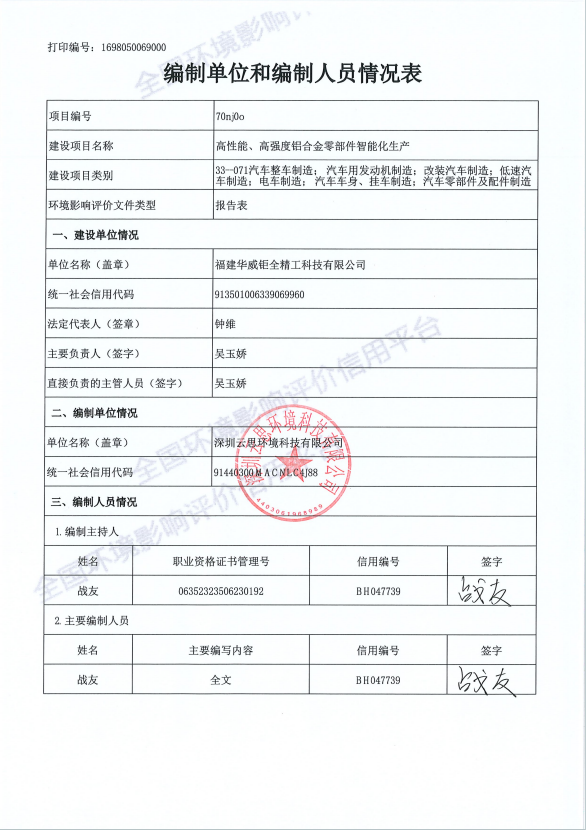 打印编号：1698050069000
编制单位和编制人员情况表
项目编号 70nj0o
建设项目名称 高性能、高强度铝合金零部件智能化生产
建设项目类别 33—071汽车整车制造；汽车用发动机制造；改装汽车制造；低速汽
车制造；电车制造；汽车车身、挂车制造；汽车零部件及配件制造
环境影响评价文件类型 报告表
一、建设单位情况
单位名称（盖章） 福建华威钜全精工科技有限公司
统一社会信用代码 913501006339069960
法定代表人（签章） 钟维
主要负责人（签字） 吴玉娇
直接负责的主管人员（签字） 吴玉娇
二、编制单位情况
单位名称（盖章） 深圳云思环境科技有限公司
统一社会信用代码 91440300MACNLC4J88
三、编制人员情况
1.编制主持人
姓名 职业资格证书管理号 信用编号 签字
战友 06352323506230192 BH047739 战友
2.主要编制人员
姓名 主要编写内容 信用编号 签字
战友 全文 BH047739 战友
深圳云思环境科技有限公司
全国环境影响评价信用平台
全国环境影响评价信用平台